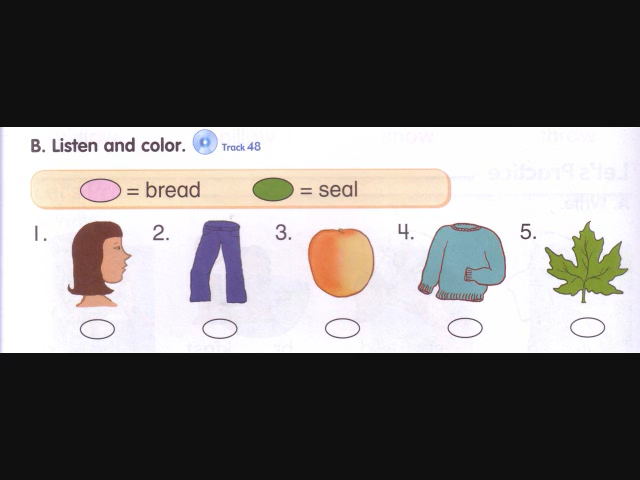 B. Listen and color. Track 48
= bread = seal
1. 2. 3. 4. 5.